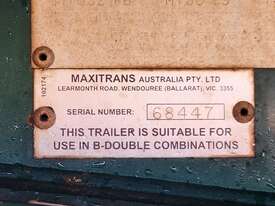 MAXITRANS AUSTRALIA PTY. LTD
LEARMONTH ROAD, WENDOUREE (BALLARAT), VIC. 3355
102174
SERIAL NUMBER: 68447
THIS TRAILER IS SUITABLE FOR
USE IN B-DOUBLE COMBINATIONS